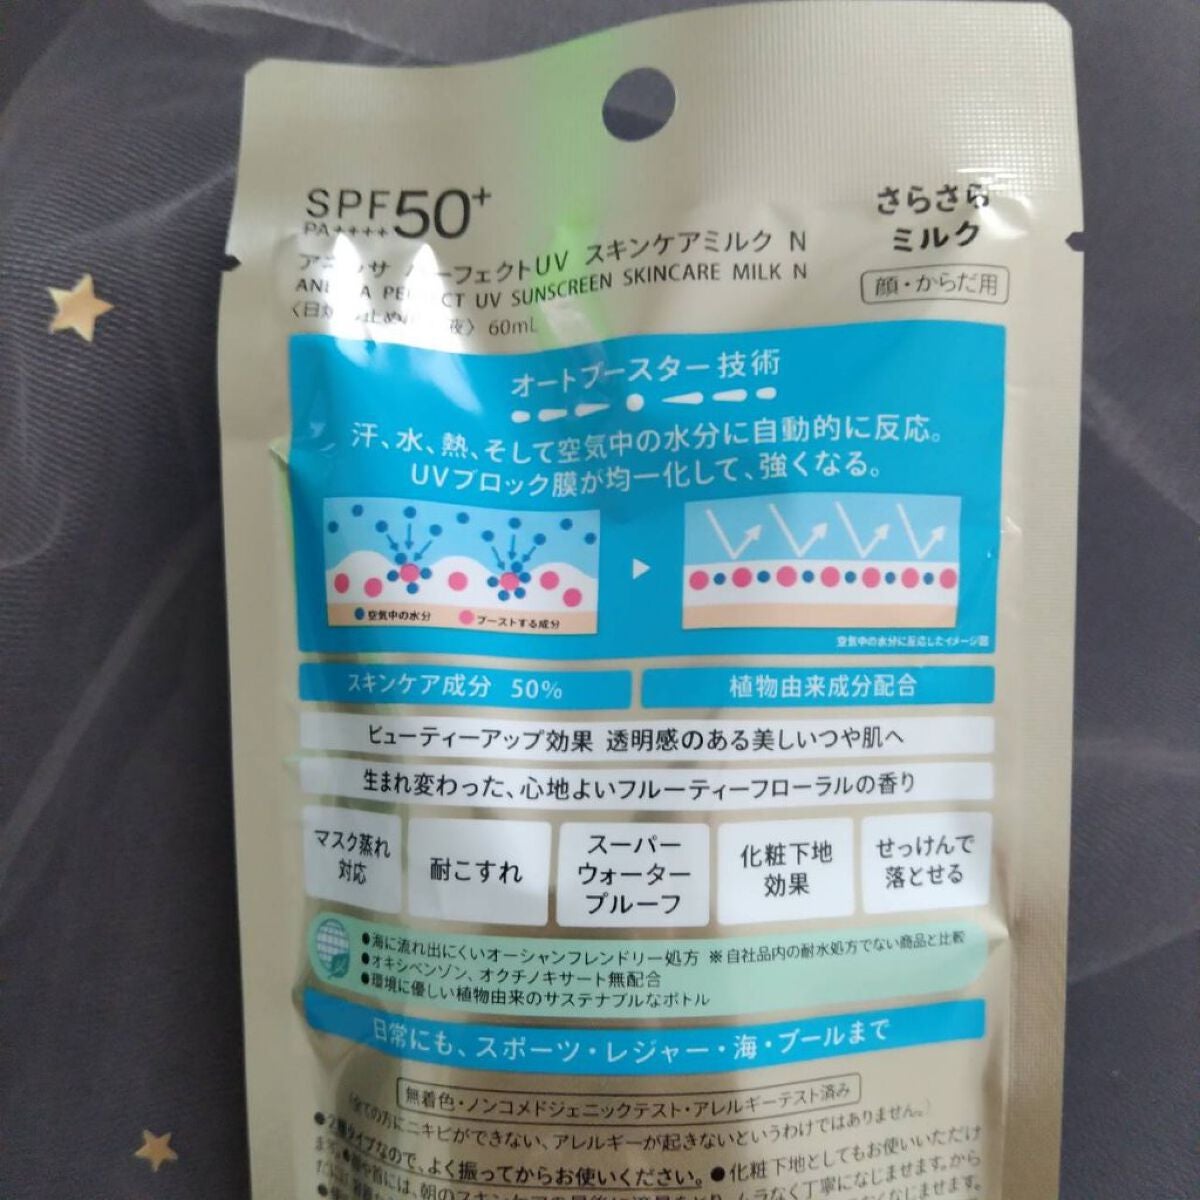 SPF50+
PA++++
さらさら
ミルク
顔・からだ用
パーフェクトUV スキンケアミルク N
PERFECT UV SUNSCREEN SKINCARE MILK N
60mL
オートブースター技術
汗、水、熱、そして空気中の水分に自動的に反応。
UVブロック膜が均一化して、強くなる。
空気中の水分
ブーストする成分
空気中の水分に反応したイメージ図
スキンケア成分 50%
植物由来成分配合
ビューティーアップ効果 透明感のある美しいつや肌へ
生まれ変わった、心地よいフルーティーフローラルの香り
マスク蒸れ
対応
耐こすれ
スーパー
ウォーター
プルーフ
化粧下地
効果
せっけんで
落とせる
●海に流れ出にくいオーシャンフレンドリー処方 ※自社品内の耐水処方でない商品と比較
●オキシベンゾン、オクチノキサート無配合
●環境に優しい植物由来のサステナブルなボトル
日常にも、スポーツ・レジャー・海・プールまで
無着色・ノンコメドジェニックテスト・アレルギーテスト済み
(全ての方にニキビができない、アレルギーが起きないというわけではありません。)
●2層タイプなので、よく振ってからお使いください。●化粧下地としてもお使いいただけ
ます。